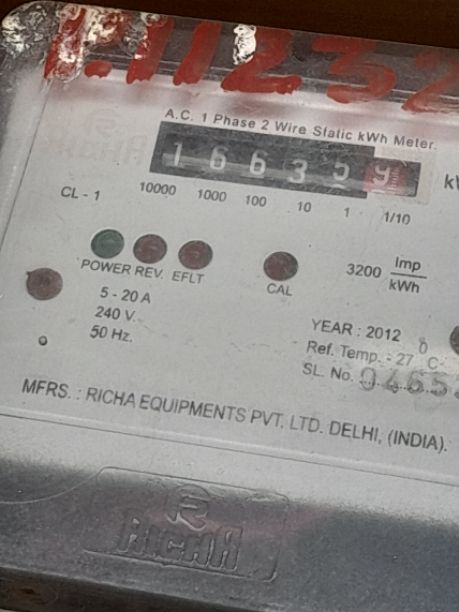 P.11232
A.C. 1 Phase 2 Wire Static kWh Meter.
1 6 6 3
CL - 1
10000 1000 100 10 1 1/10
POWER REV. EFLT
CAL
3200 Imp
kWh
5 - 20 A
240 V.
50 Hz.
YEAR : 2012
Ref. Temp. - 27 °C.
SL. No. 04652
MFRS. : RICHA EQUIPMENTS PVT. LTD. DELHI, (INDIA).
RICHA